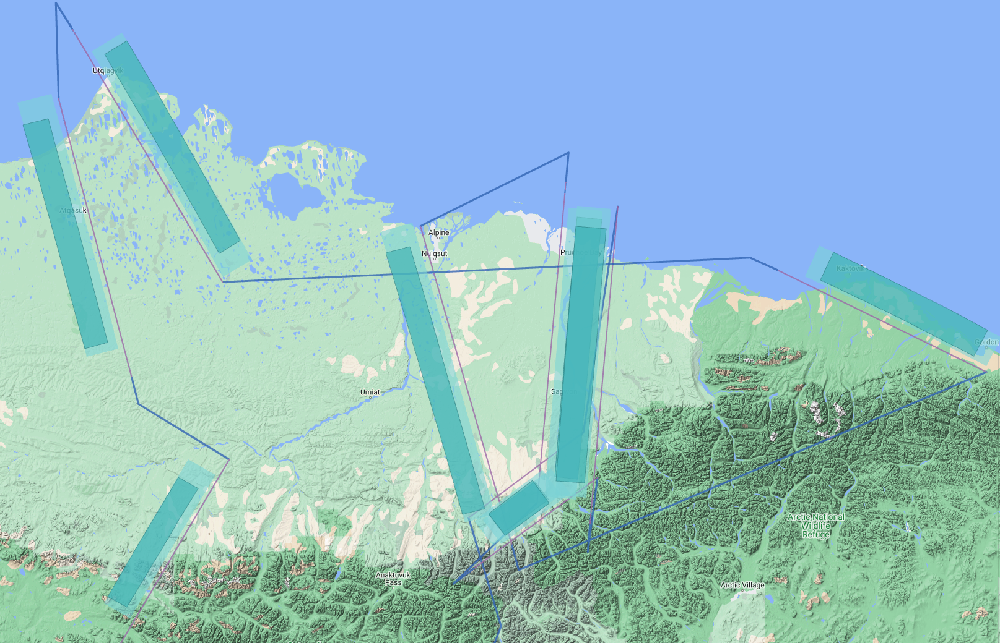 Utqiagvik
Atqasuk
Alpine
Nuiqsut
Kaktovik
Gordon
Umiat
Arctic National
Wildlife
Refuge
Anaktuvuk
Pass
Arctic Village